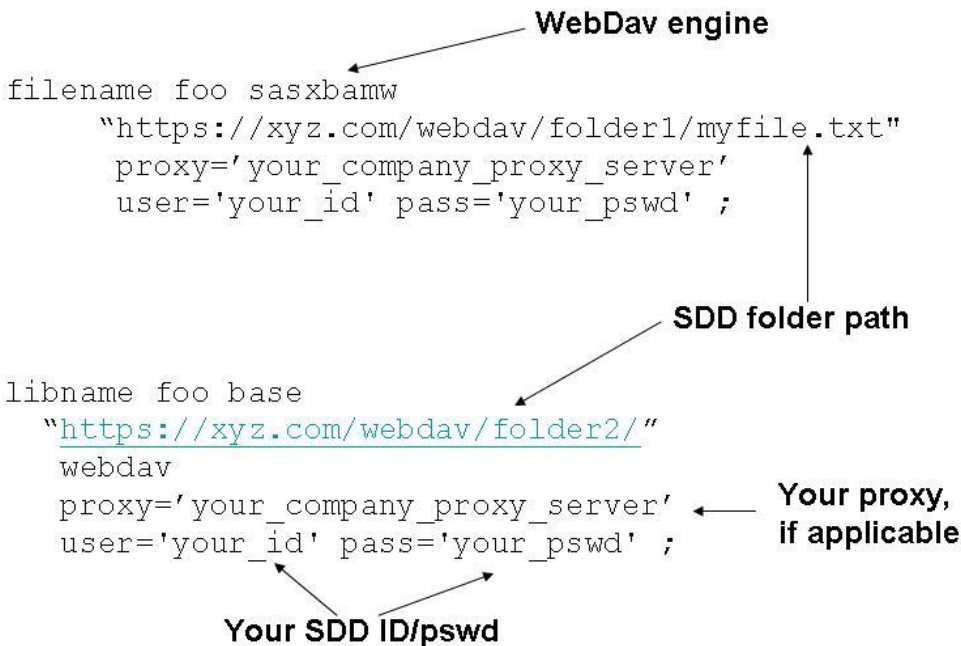 WebDav engine
filename foo sasxbamw
“https://xyz.com/webdav/folder1/myfile.txt"
proxy=’your_company_proxy_server’
user='your_id' pass='your_pswd' ;
SDD folder path
libname foo base
“https://xyz.com/webdav/folder2/”
webdav
proxy=’your_company_proxy_server’
user='your_id' pass='your_pswd' ;
Your proxy,
if applicable
Your SDD ID/pswd